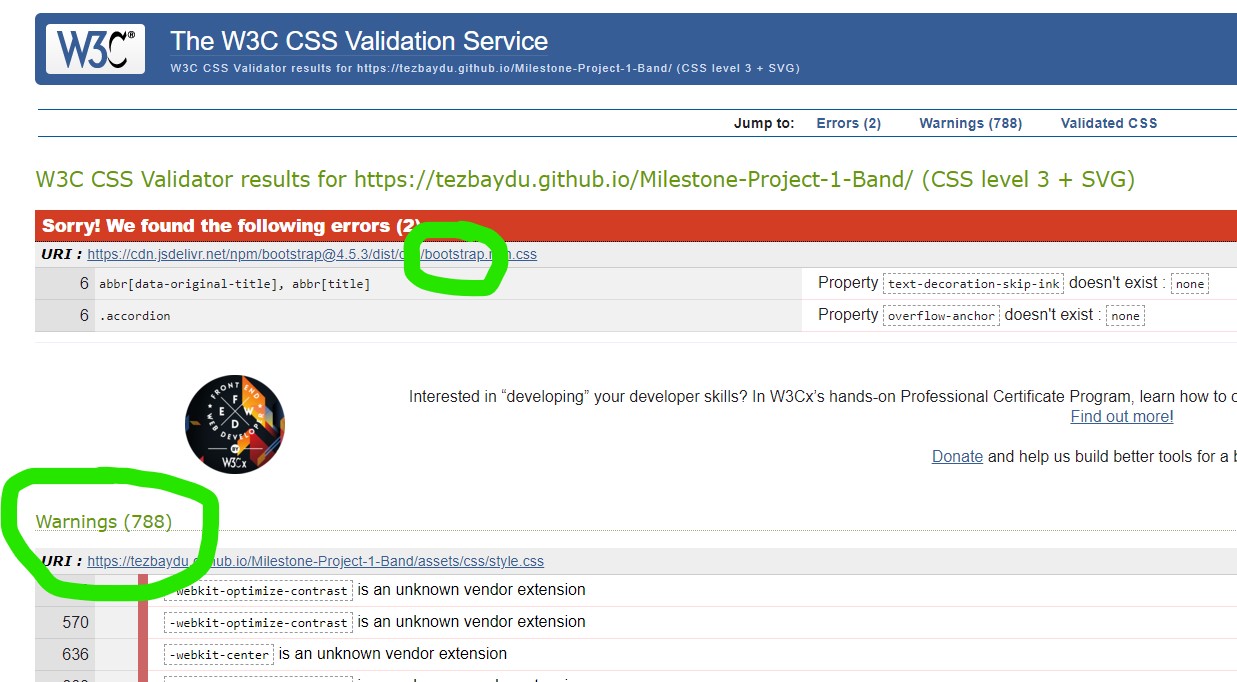 W3C®
The W3C CSS Validation Service
W3C CSS Validator results for https://tezbaydu.github.io/Milestone-Project-1-Band/ (CSS level 3 + SVG)
Jump to: Errors (2) Warnings (788) Validated CSS
W3C CSS Validator results for https://tezbaydu.github.io/Milestone-Project-1-Band/ (CSS level 3 + SVG)
Sorry! We found the following errors (2)
URI : https://cdn.jsdelivr.net/npm/bootstrap@4.5.3/dist/css/bootstrap.min.css
6 abbr[data-original-title], abbr[title] Property text-decoration-skip-ink doesn't exist : none
6 .accordion Property overflow-anchor doesn't exist : none
FRONT END
WEB DEVELOPER
F E W D
BY
W3Cx
Interested in “developing” your developer skills? In W3Cx’s hands-on Professional Certificate Program, learn how to
Find out more!
Donate and help us build better tools for a
Warnings (788)
URI : https://tezbaydu.github.io/Milestone-Project-1-Band/assets/css/style.css
-webkit-optimize-contrast is an unknown vendor extension
570 -webkit-optimize-contrast is an unknown vendor extension
636 -webkit-center is an unknown vendor extension